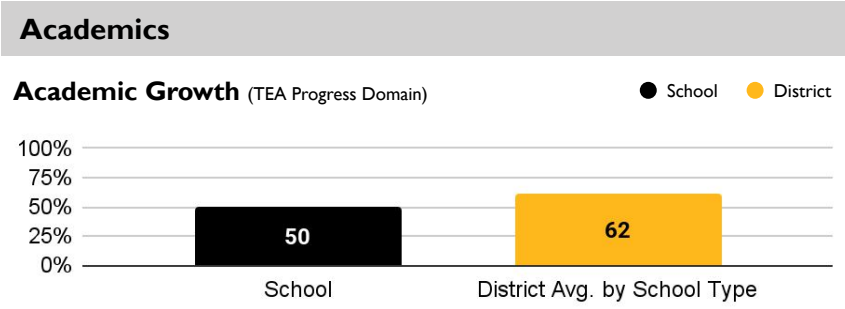 Academics
Academic Growth (TEA Progress Domain)
School
District
100%
75%
50%
25%
0%
50
62
School
District Avg. by School Type